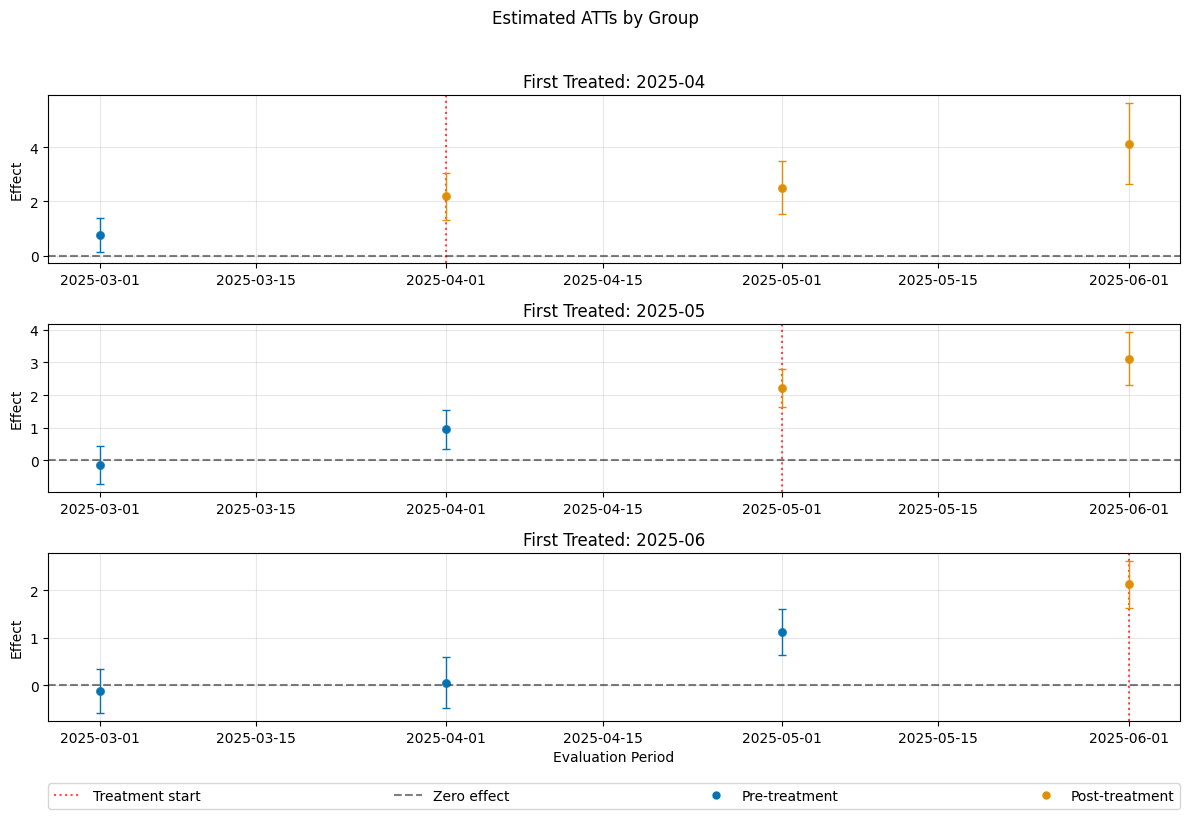 Estimated ATTs by Group
First Treated: 2025-04
Effect
4
2
0
2025-03-01 2025-03-15 2025-04-01 2025-04-15 2025-05-01 2025-05-15 2025-06-01
First Treated: 2025-05
Effect
4
3
2
1
0
2025-03-01 2025-03-15 2025-04-01 2025-04-15 2025-05-01 2025-05-15 2025-06-01
First Treated: 2025-06
Effect
2
1
0
2025-03-01 2025-03-15 2025-04-01 2025-04-15 2025-05-01 2025-05-15 2025-06-01
Evaluation Period
Treatment start Zero effect Pre-treatment Post-treatment